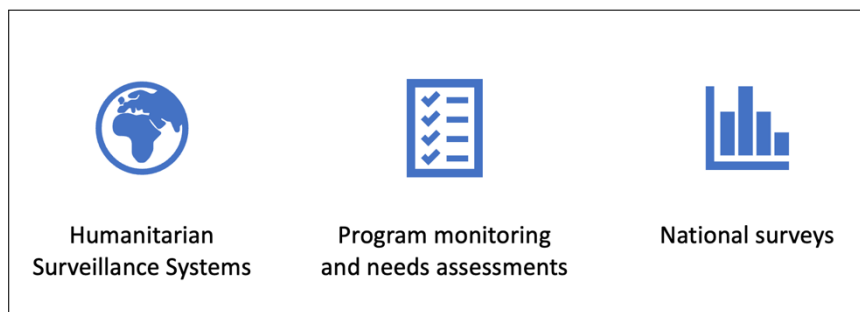 Humanitarian
Surveillance Systems
Program monitoring
and needs assessments
National surveys